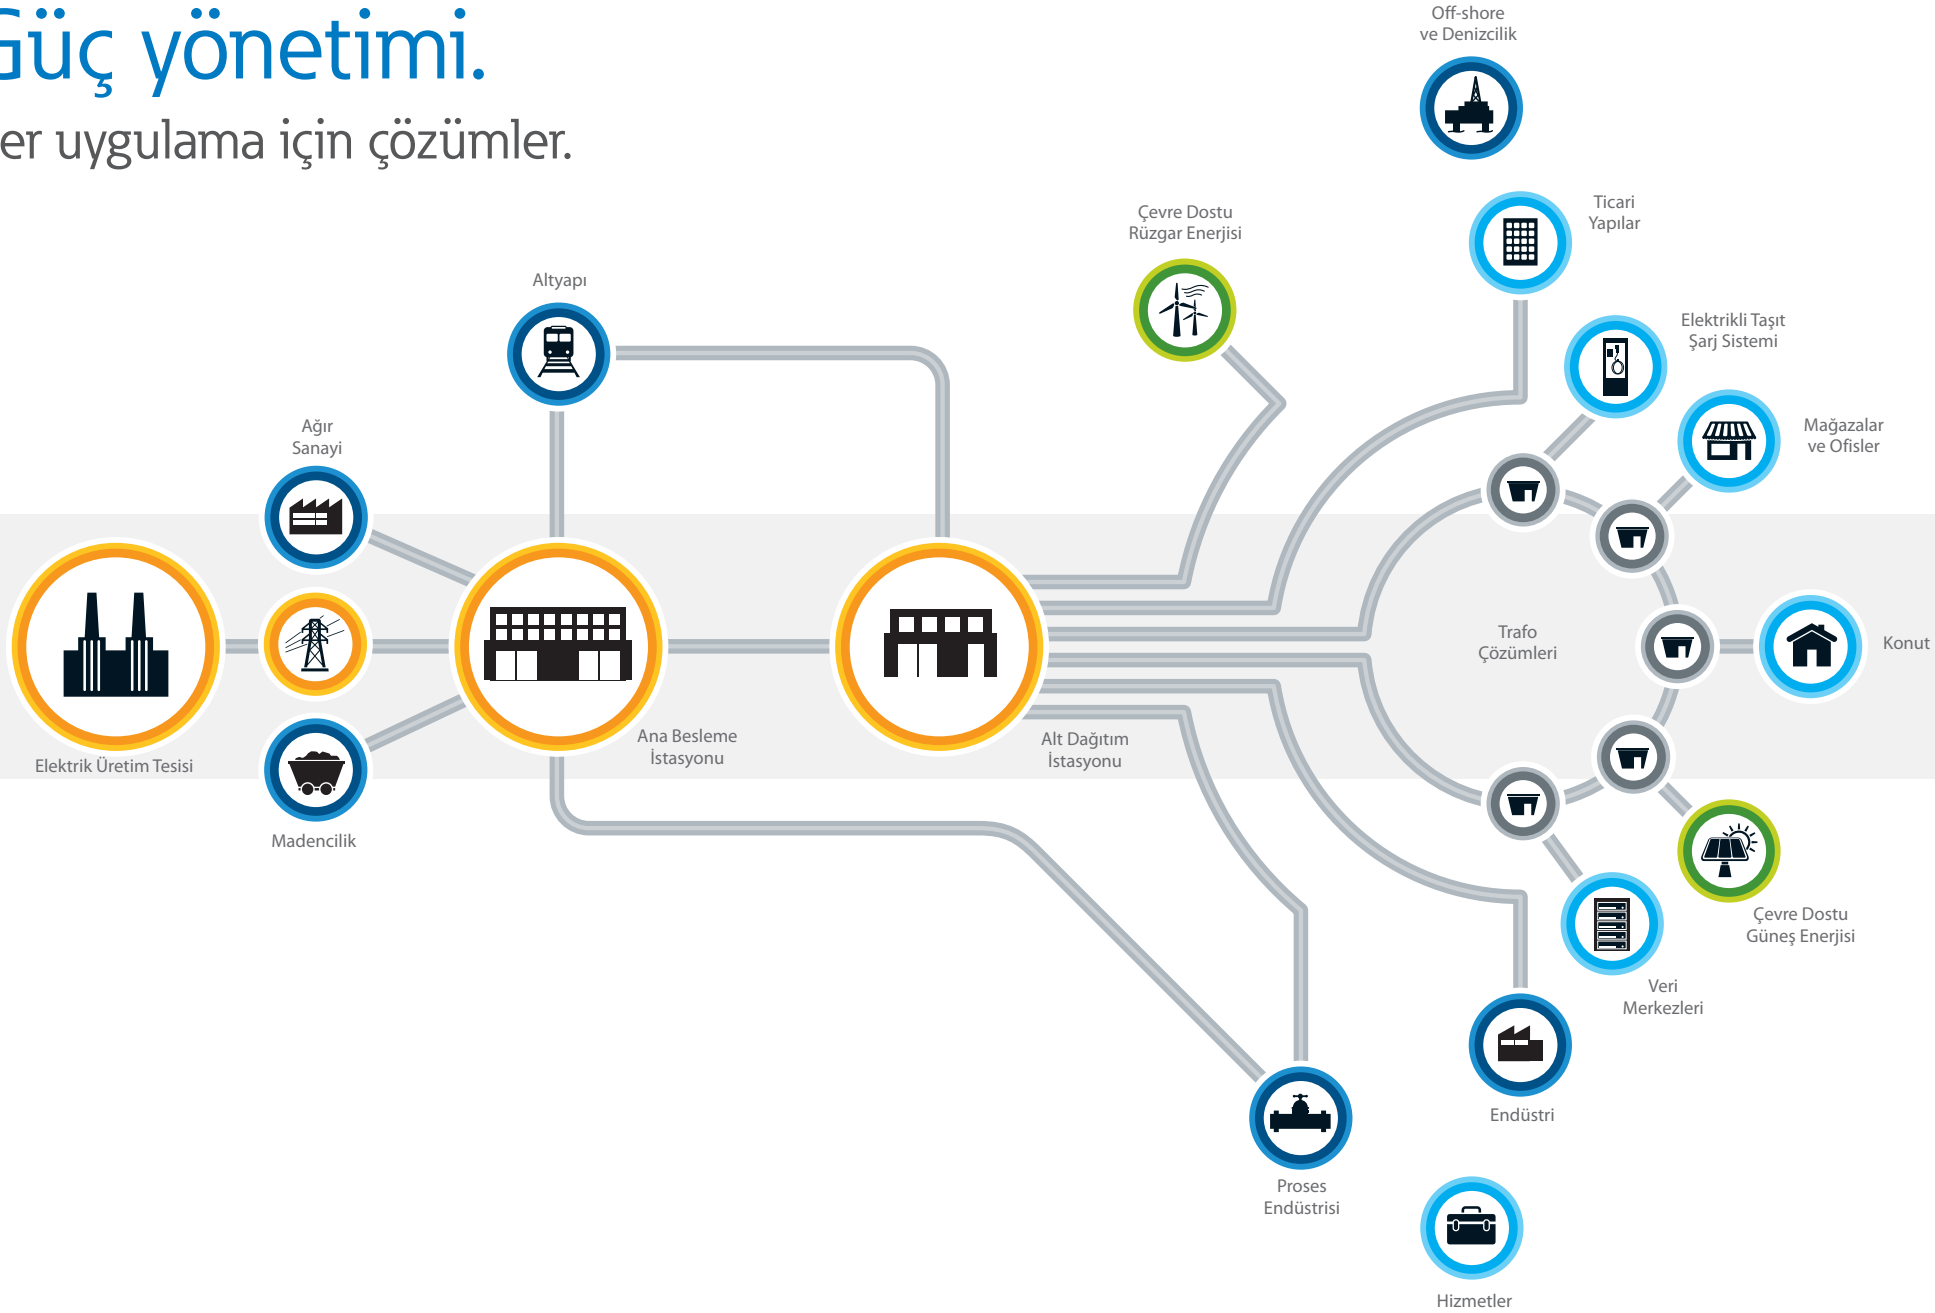 Güç yönetimi.
er uygulama için çözümler.
Off-shore
ve Denizcilik
Ticari
Yapılar
Çevre Dostu
Rüzgar Enerjisi
Altyapı
Elektrikli Taşıt
Şarj Sistemi
Ağır
Sanayi
Mağazalar
ve Ofisler
Trafo
Çözümleri
Konut
Elektrik Üretim Tesisi
Ana Besleme
İstasyonu
Alt Dağıtım
İstasyonu
Madencilik
Çevre Dostu
Güneş Enerjisi
Veri
Merkezleri
Endüstri
Proses
Endüstrisi
Hizmetler